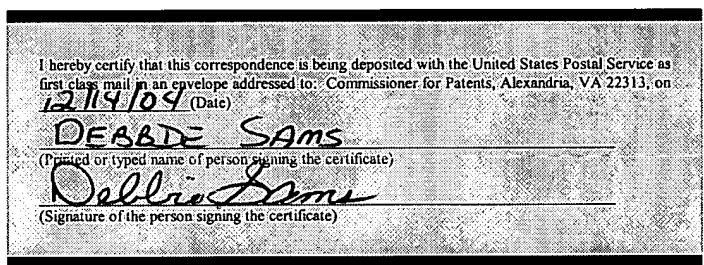 I hereby certify that this correspondence is being deposited with the United States Postal Service as
first class mail in an envelope addressed to: Commissioner for Patents, Alexandria, VA 22313, on
12/14/04 (Date)
DEBBIE SAMS
(Printed or typed name of person signing the certificate)
Debbie Sams
(Signature of the person signing the certificate)